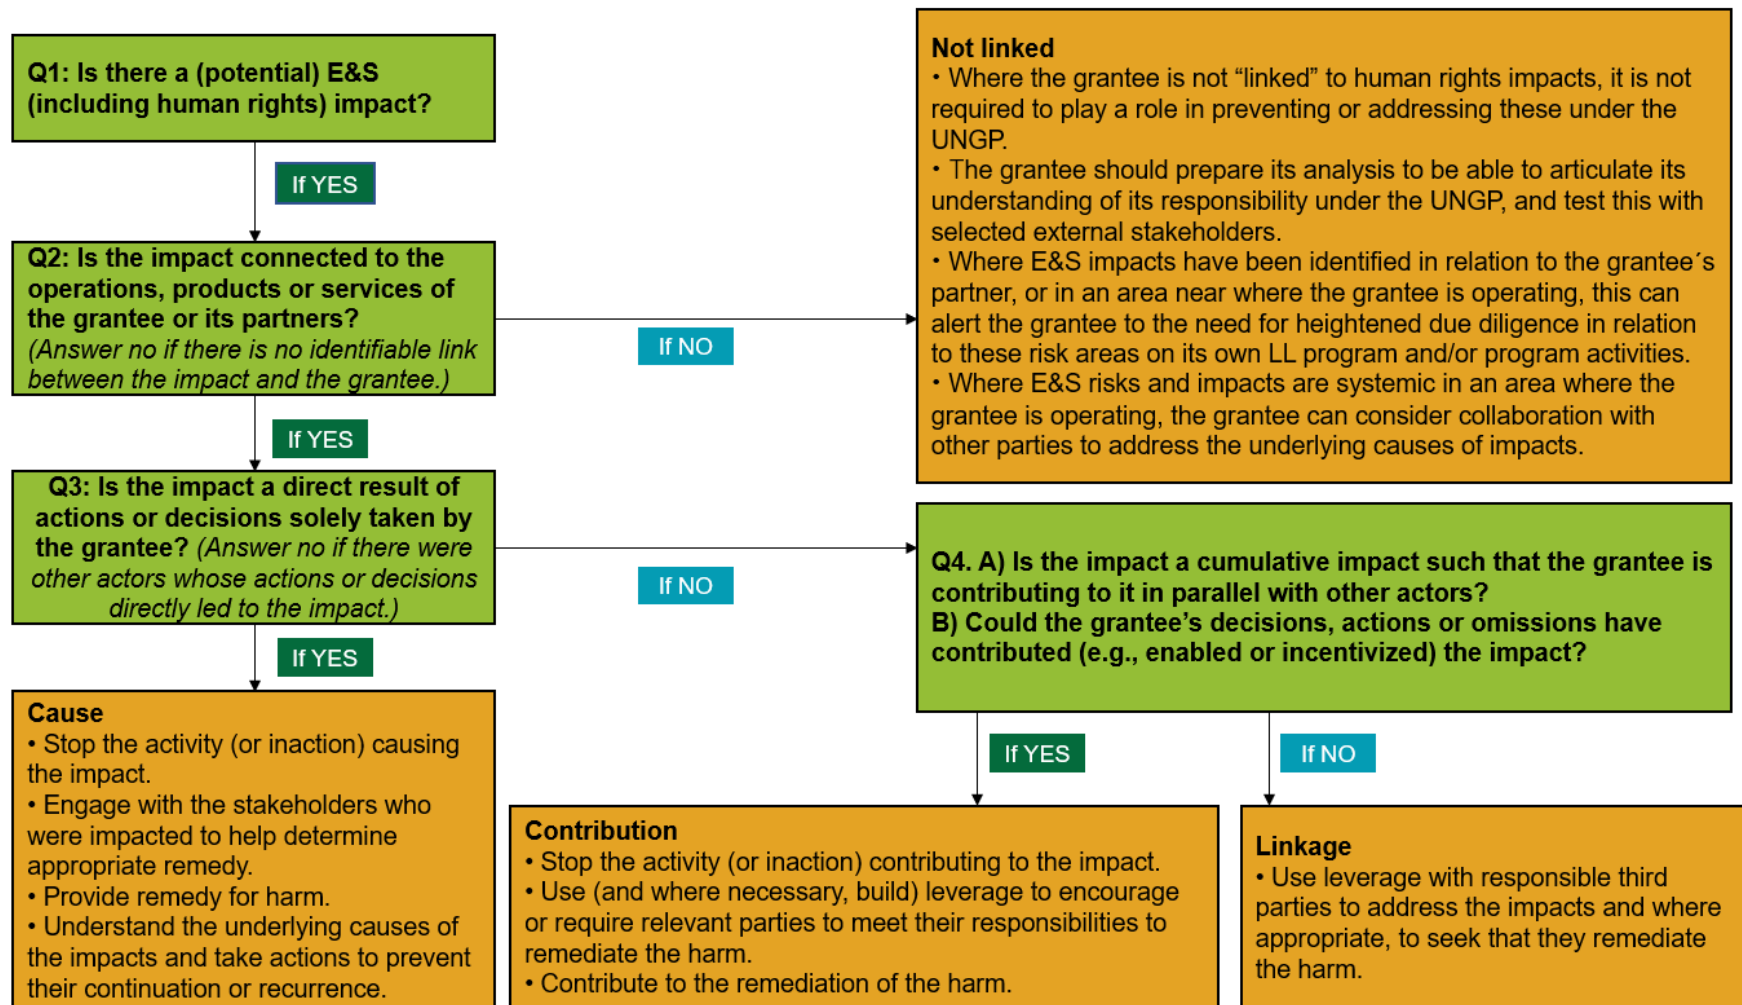 Q1: Is there a (potential) E&S
(including human rights) impact?
If YES
Q2: Is the impact connected to the
operations, products or services of
the grantee or its partners?
(Answer no if there is no identifiable link
between the impact and the grantee.)
If NO
Not linked
• Where the grantee is not “linked” to human rights impacts, it is not
required to play a role in preventing or addressing these under the
UNGP.
• The grantee should prepare its analysis to be able to articulate its
understanding of its responsibility under the UNGP, and test this with
selected external stakeholders.
• Where E&S impacts have been identified in relation to the grantee´s
partner, or in an area near where the grantee is operating, this can
alert the grantee to the need for heightened due diligence in relation
to these risk areas on its own LL program and/or program activities.
• Where E&S risks and impacts are systemic in an area where the
grantee is operating, the grantee can consider collaboration with
other parties to address the underlying causes of impacts.
If YES
Q3: Is the impact a direct result of
actions or decisions solely taken by
the grantee? (Answer no if there were
other actors whose actions or decisions
directly led to the impact.)
If NO
Q4. A) Is the impact a cumulative impact such that the grantee is
contributing to it in parallel with other actors?
B) Could the grantee’s decisions, actions or omissions have
contributed (e.g., enabled or incentivized) the impact?
If YES
Cause
• Stop the activity (or inaction) causing
the impact.
• Engage with the stakeholders who
were impacted to help determine
appropriate remedy.
• Provide remedy for harm.
• Understand the underlying causes of
the impacts and take actions to prevent
their continuation or recurrence.
If YES
Contribution
• Stop the activity (or inaction) contributing to the impact.
• Use (and where necessary, build) leverage to encourage
or require relevant parties to meet their responsibilities to
remediate the harm.
• Contribute to the remediation of the harm.
If NO
Linkage
• Use leverage with responsible third
parties to address the impacts and where
appropriate, to seek that they remediate
the harm.